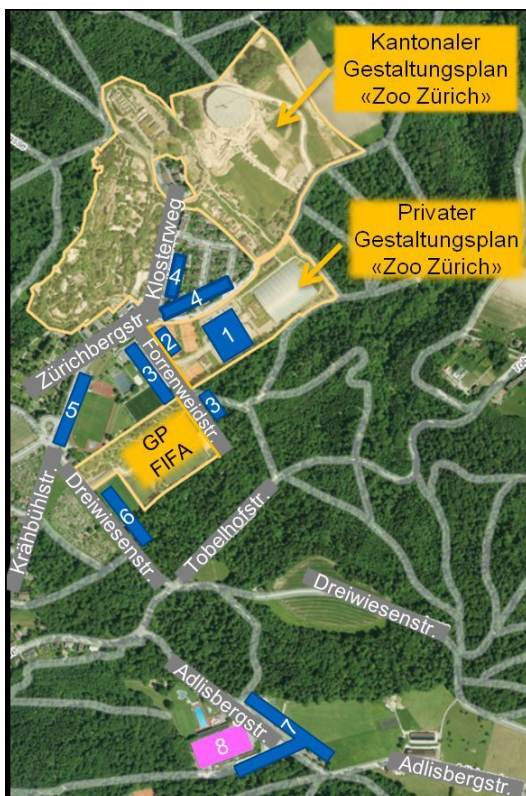 Kantonaler
Gestaltungsplan
«Zoo Zürich»
Privater
Gestaltungsplan
«Zoo Zürich»
Klosterweg
4
4
Zürichbergstr.
1
2
3
Forrenweidstr.
3
5
GP
FIFA
Krähbühlstr.
Dreiwiesenstr.
6
Tobelhofstr.
Dreiwiesenstr.
Adlisbergstr.
7
8
Adlisbergstr.